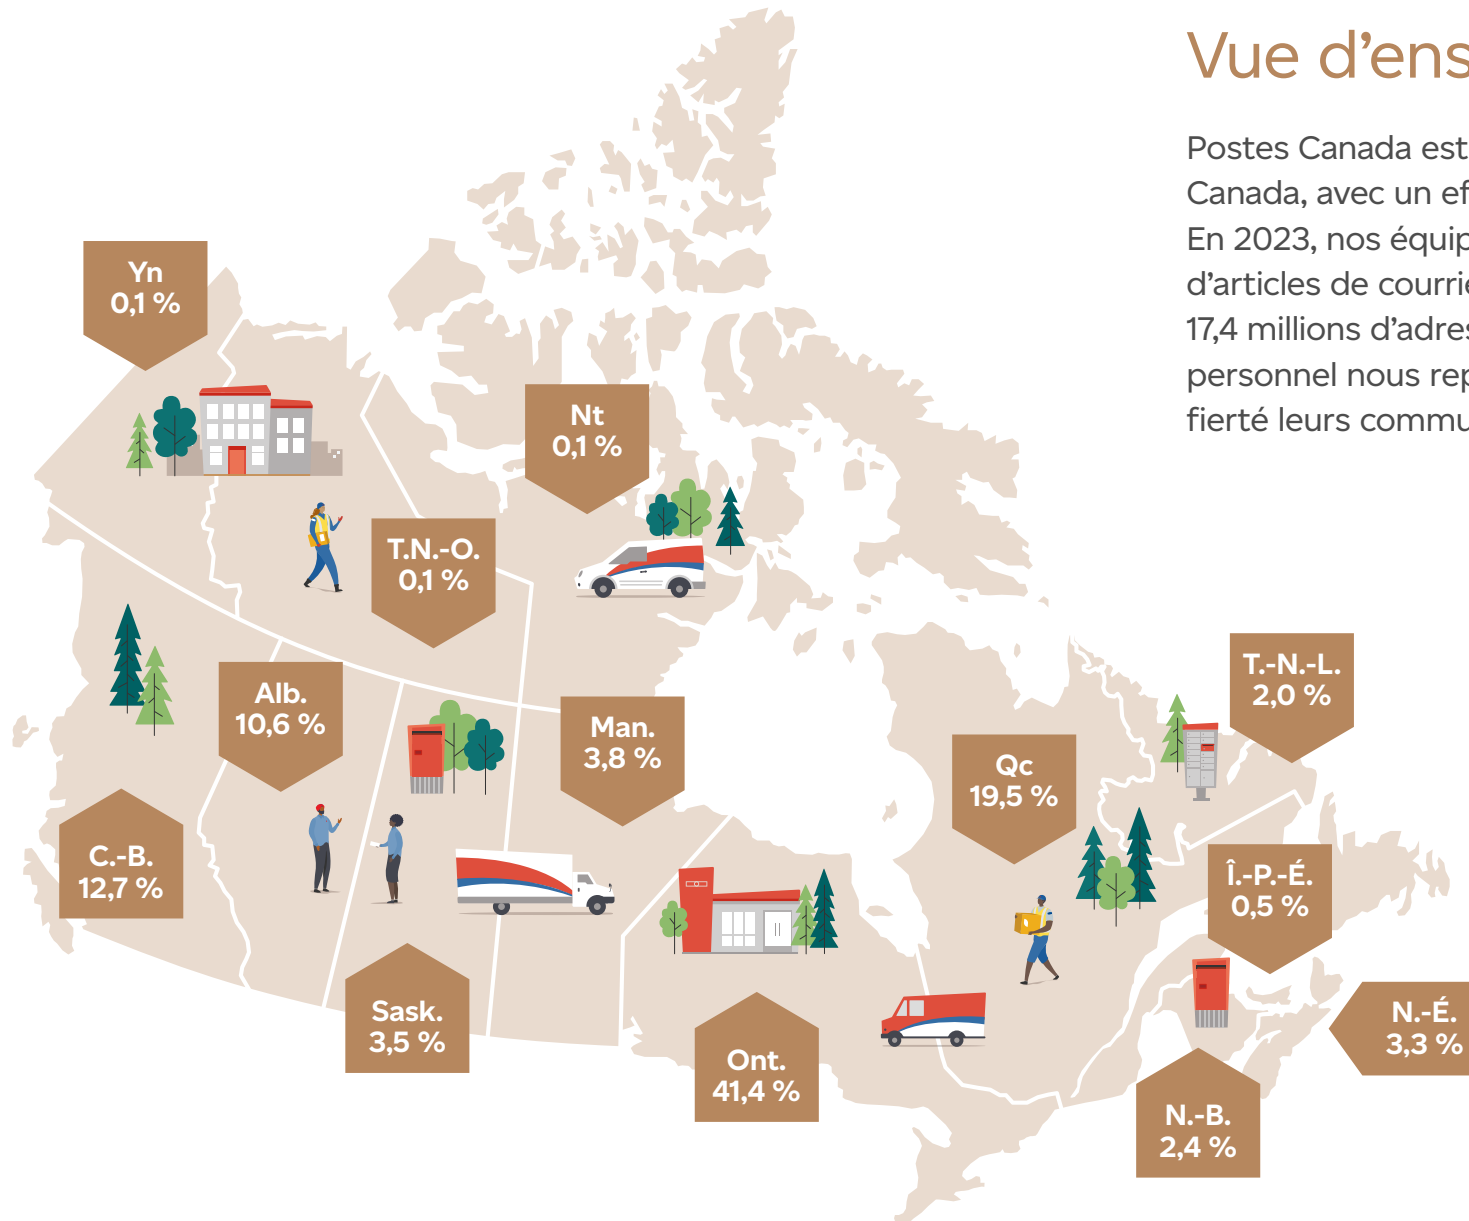 Vue d'ens
Postes Canada est
Canada, avec un ef
En 2023, nos équip
d'articles de courrie
17,4 millions d'adres
personnel nous rep
fierté leurs commu
Yn
0,1 %
Nt
0,1 %
T.N.-O.
0,1 %
T.-N.-L.
2,0 %
Alb.
10,6 %
Man.
3,8 %
Qc
19,5 %
C.-B.
12,7 %
Î.-P.-É.
0,5 %
Sask.
3,5 %
N.-É.
3,3 %
Ont.
41,4 %
N.-B.
2,4 %